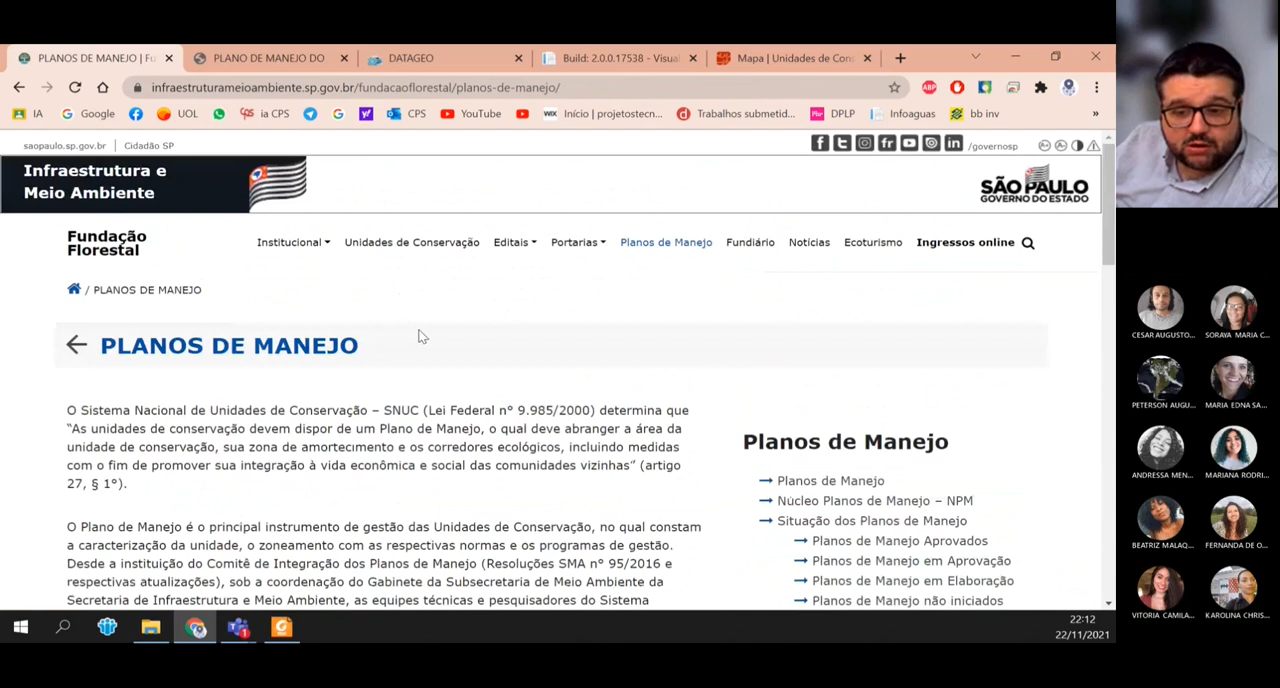 PLANOS DE MANEJO | Fu
PLANO DE MANEJO DO
DATAGEO
Build: 2.0.0.17538 - Visual
Mapa | Unidades de Cons
infraestruturameioambiente.sp.gov.br/fundacaoflorestal/planos-de-manejo/
ABP
IA
Google
UOL
ia CPS
CPS
YouTube
WIX Início | projetostecn...
Trabalhos submetid...
DPLP
Infoaguas
bb inv
»
saopaulo.sp.gov.br
Cidadão SP
/governosp
Infraestrutura e
Meio Ambiente
SÃO PAULO
GOVERNO DO ESTADO
Fundação
Florestal
Institucional
Unidades de Conservação
Editais
Portarias
Planos de Manejo
Fundiário
Notícias
Ecoturismo
Ingressos online
/ PLANOS DE MANEJO
PLANOS DE MANEJO
O Sistema Nacional de Unidades de Conservação – SNUC (Lei Federal n° 9.985/2000) determina que
“As unidades de conservação devem dispor de um Plano de Manejo, o qual deve abranger a área da
unidade de conservação, sua zona de amortecimento e os corredores ecológicos, incluindo medidas
com o fim de promover sua integração à vida econômica e social das comunidades vizinhas” (artigo
27, § 1°).
O Plano de Manejo é o principal instrumento de gestão das Unidades de Conservação, no qual constam
a caracterização da unidade, o zoneamento com as respectivas normas e os programas de gestão.
Desde a instituição do Comitê de Integração dos Planos de Manejo (Resoluções SMA n° 95/2016 e
respectivas atualizações), sob a coordenação do Gabinete da Subsecretaria de Meio Ambiente da
Secretaria de Infraestrutura e Meio Ambiente, as equipes técnicas e pesquisadores do Sistema
Planos de Manejo
Planos de Manejo
Núcleo Planos de Manejo – NPM
Situação dos Planos de Manejo
Planos de Manejo Aprovados
Planos de Manejo em Aprovação
Planos de Manejo em Elaboração
Planos de Manejo não iniciados
22:12
22/11/2021
CESAR AUGUSTO...
SORAYA MARIA C...
PETERSON AUGU...
MARIA EDNA SA...
ANDRESSA MEN...
MARIANA RODRI...
BEATRIZ MALAQ...
FERNANDA DE O...
VITORIA CAMILA...
KAROLINA CHRIS...